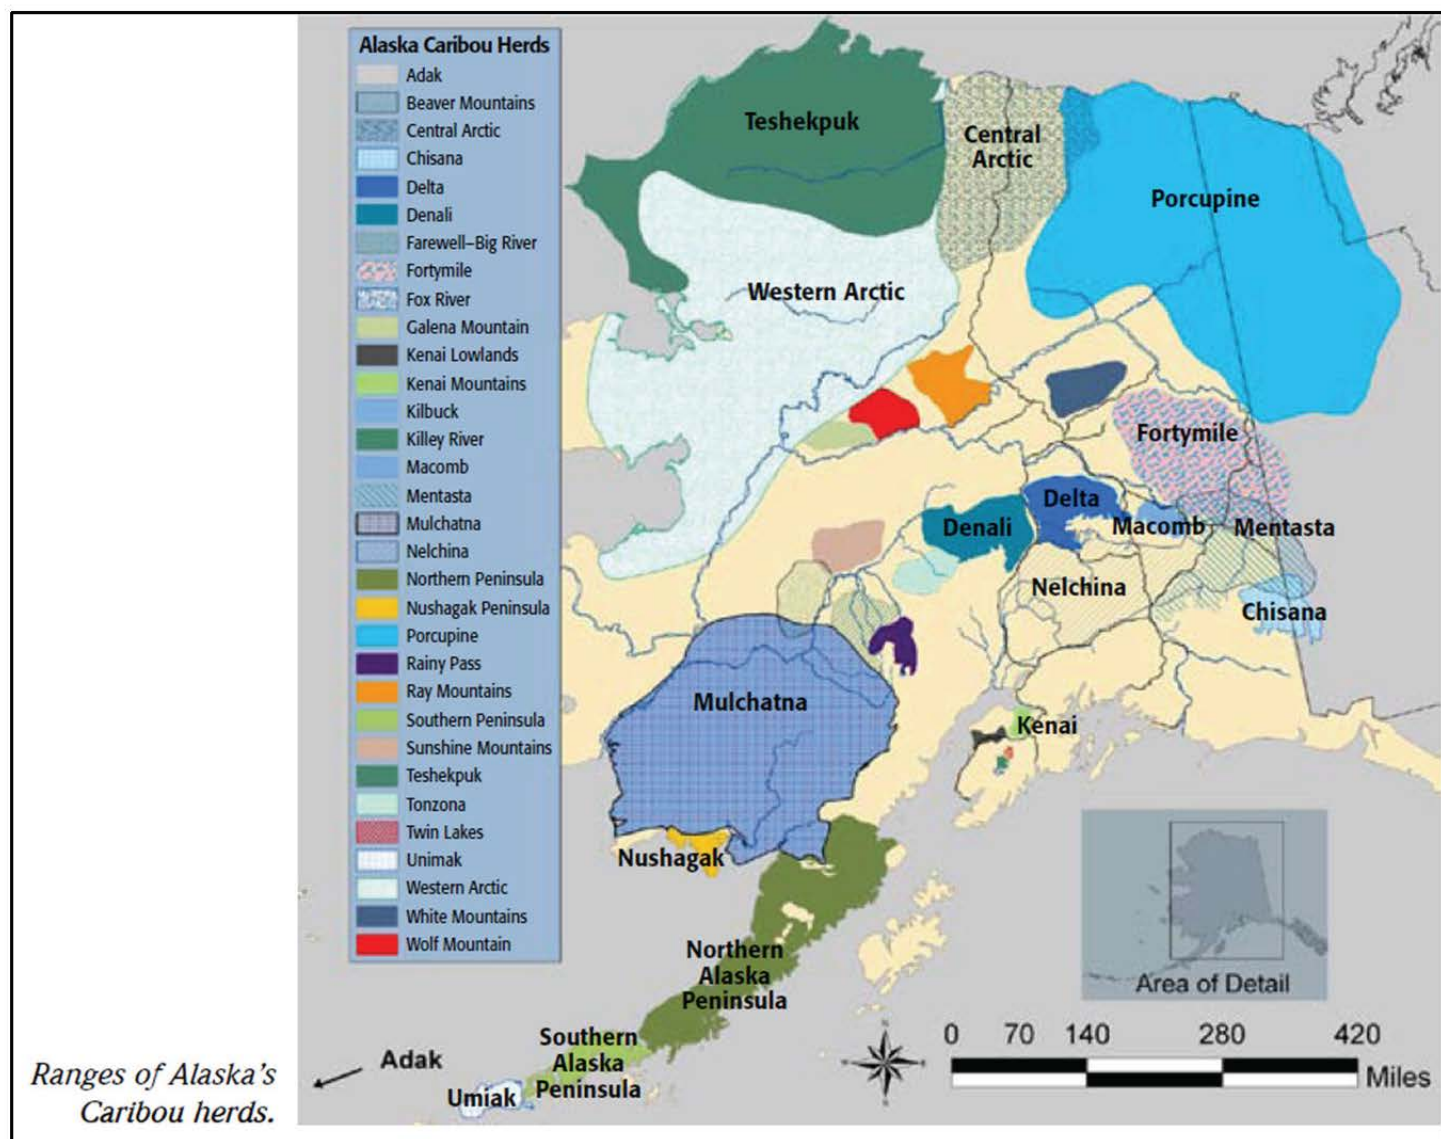 Alaska Caribou Herds
Adak
Beaver Mountains
Central Arctic
Chisana
Delta
Denali
Farewell–Big River
Fortymile
Fox River
Galena Mountain
Kenai Lowlands
Kenai Mountains
Kilbuck
Killey River
Macomb
Mentasta
Mulchatna
Nelchina
Northern Peninsula
Nushagak Peninsula
Porcupine
Rainy Pass
Ray Mountains
Southern Peninsula
Sunshine Mountains
Teshekpuk
Tonzona
Twin Lakes
Unimak
Western Arctic
White Mountains
Wolf Mountain
Teshekpuk
Central
Arctic
Porcupine
Western Arctic
Fortymile
Delta
Denali
Macomb
Mentasta
Nelchina
Chisana
Mulchatna
Kenai
Nushagak
Northern
Alaska
Peninsula
Southern
Alaska
Peninsula
Adak
Umiak
Area of Detail
N
0 70 140 280 420
Miles
Ranges of Alaska's
Caribou herds.